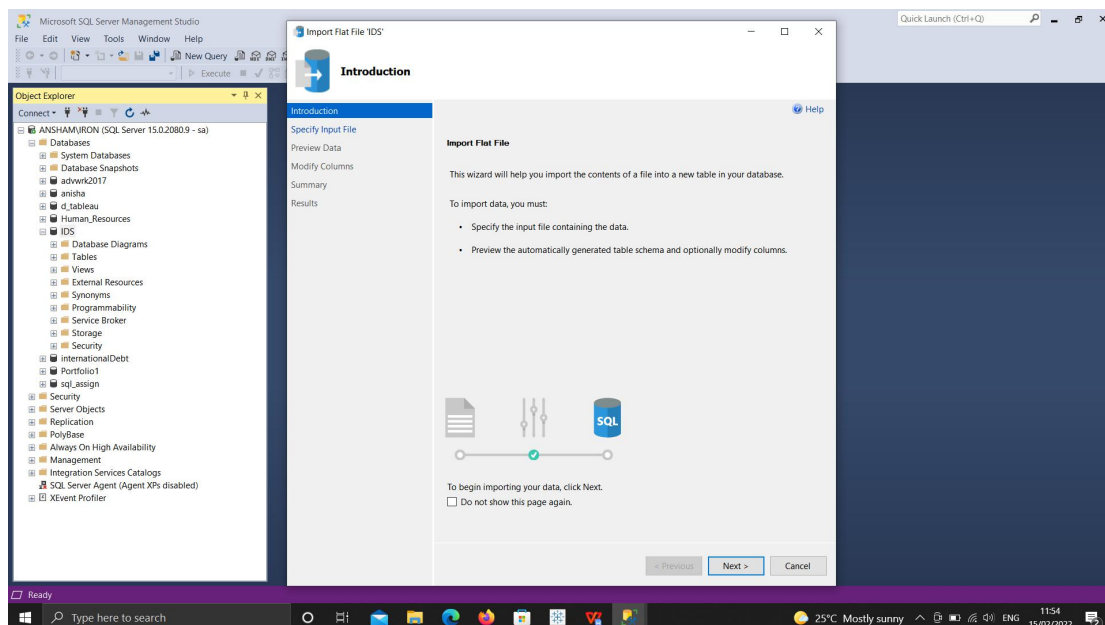 Microsoft SQL Server Management Studio
Quick Launch (Ctrl+Q)
File Edit View Tools Window Help
New Query
Execute
Object Explorer
Connect
ANSHAM\IRON (SQL Server 15.0.2080.9 - sa)
Databases
System Databases
Database Snapshots
advwrk2017
anisha
d_tableau
Human_Resources
IDS
Database Diagrams
Tables
Views
External Resources
Synonyms
Programmability
Service Broker
Storage
Security
internationalDebt
Portfolio1
sql_assign
Security
Server Objects
Replication
PolyBase
Always On High Availability
Management
Integration Services Catalogs
SQL Server Agent (Agent XPs disabled)
XEvent Profiler
Import Flat File 'IDS'
Introduction
Introduction
Specify Input File
Preview Data
Modify Columns
Summary
Results
Help
Import Flat File
This wizard will help you import the contents of a file into a new table in your database.
To import data, you must:
• Specify the input file containing the data.
• Preview the automatically generated table schema and optionally modify columns.
SQL
To begin importing your data, click Next.
Do not show this page again.
< Previous Next > Cancel
Ready
Type here to search
25°C Mostly sunny ENG
11:54
15/02/2022